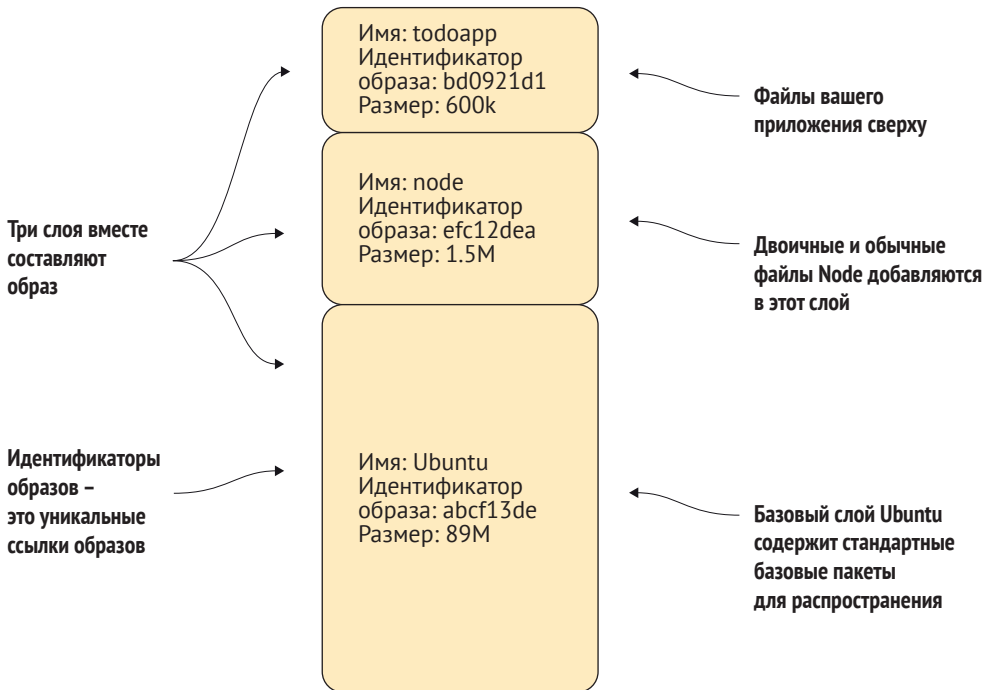 Имя: todoapp
Идентификатор
образа: bd0921d1
Размер: 600k
Файлы вашего
приложения сверху
Имя: node
Идентификатор
образа: efc12dea
Размер: 1.5M
Три слоя вместе
составляют
образ
Двоичные и обычные
файлы Node добавляются
в этот слой
Идентификаторы
образов –
это уникальные
ссылки образов
Имя: Ubuntu
Идентификатор
образа: abcf13de
Размер: 89M
Базовый слой Ubuntu
содержит стандартные
базовые пакеты
для распространения